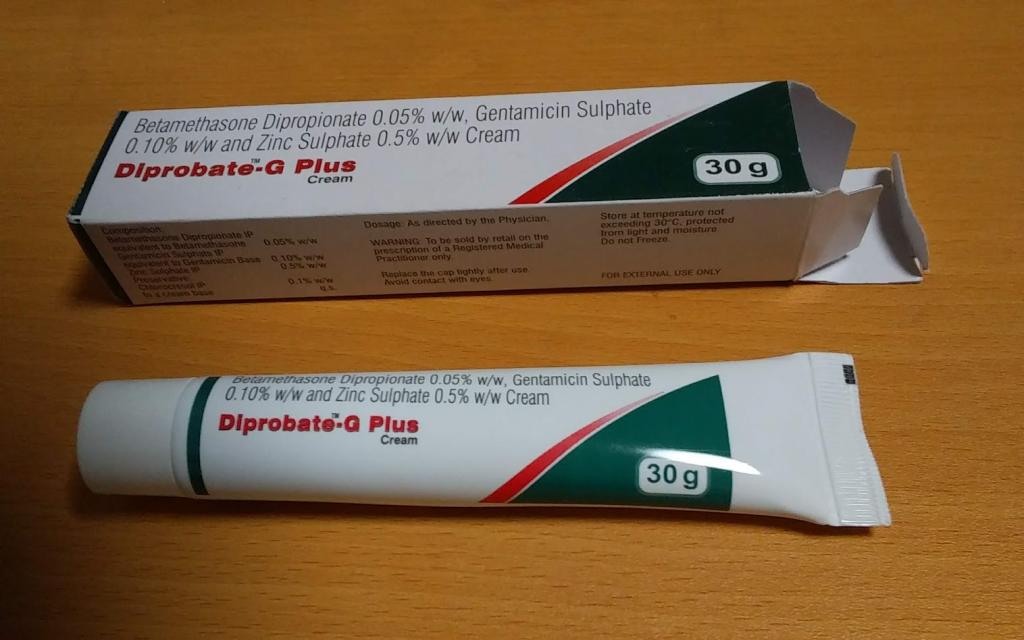 Betamethasone Dipropionate 0.05% w/w, Gentamicin Sulphate
0.10% w/w and Zinc Sulphate 0.5% w/w Cream
Diprobate™-G Plus
Cream
30 g
Composition:
Betamethasone Dipropionate IP
equivalent to Betamethasone 0.05% w/w
Gentamicin Sulphate IP
equivalent to Gentamicin Base 0.10% w/w
Zinc Sulphate IP 0.5% w/w
Preservative:
Chlorocresol IP 0.1% w/w
In a cream base q.s.
Dosage: As directed by the Physician.
WARNING: To be sold by retail on the
prescription of a Registered Medical
Practitioner only.
Replace the cap tightly after use.
Avoid contact with eyes.
Store at temperature not
exceeding 30°C, protected
from light and moisture.
Do not Freeze.
FOR EXTERNAL USE ONLY
Betamethasone Dipropionate 0.05% w/w, Gentamicin Sulphate
0.10% w/w and Zinc Sulphate 0.5% w/w Cream
Diprobate™-G Plus
Cream
30 g